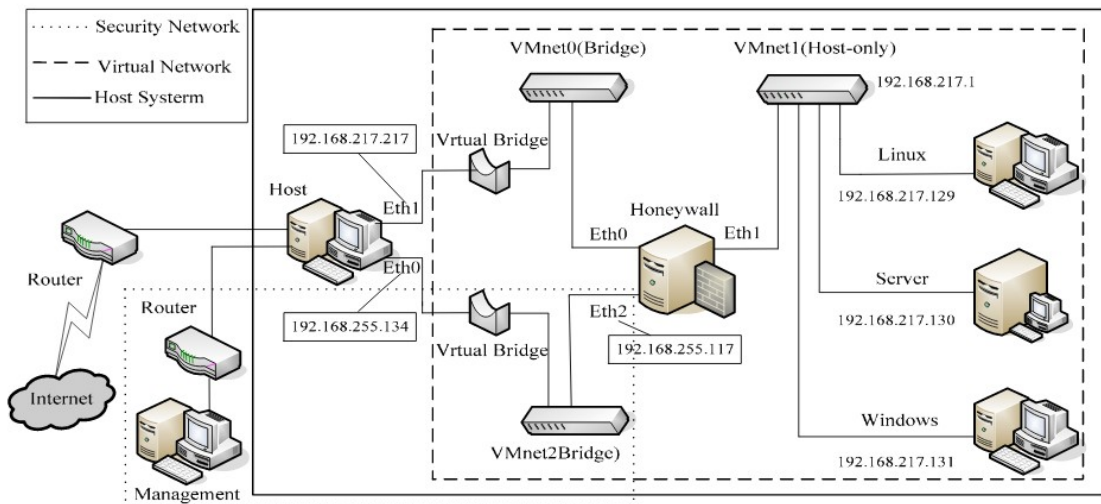 Security Network
Virtual Network
Host Systerm
VMnet0(Bridge)
VMnet1(Host-only)
192.168.217.1
192.168.217.217
Vrtual Bridge
Linux
192.168.217.129
Host
Eth1
Honeywall
Eth0
Eth1
Router
Eth0
Server
Router
192.168.255.134
Vrtual Bridge
Eth2
192.168.217.130
192.168.255.117
Internet
Windows
VMnet2Bridge)
192.168.217.131
Management